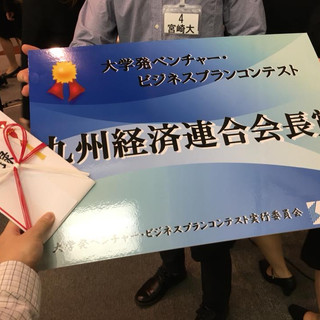 4
宮崎大
大学発ベンチャー・
ビジネスプランコンテスト
九州経済連合会長賞
大学発ベンチャー・ビジネスプランコンテスト実行委員会